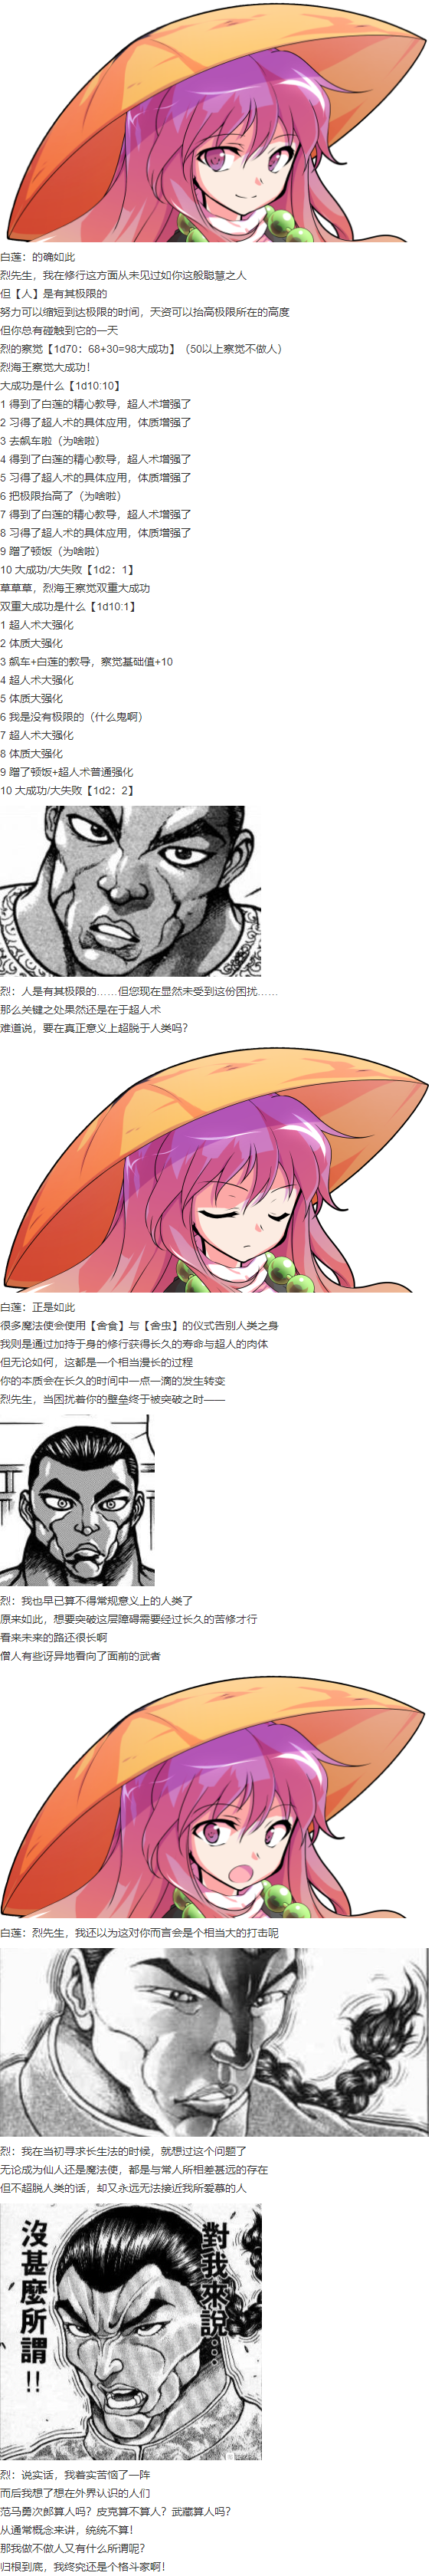 白莲：的确如此
烈先生，我在修行这方面从未见过如你这般聪慧之人
但【人】是有其极限的
努力可以缩短到达极限的时间，天资可以抬高极限所在的高度
但你总有碰触到它的一天
烈的察觉【1d70：68+30=98大成功】（50以上察觉不做人）
烈海王察觉大成功！
大成功是什么【1d10:10】
1 得到了白莲的精心教导，超人术增强了
2 习得了超人术的具体应用，体质增强了
3 去飙车啦（为啥啦）
4 得到了白莲的精心教导，超人术增强了
5 习得了超人术的具体应用，体质增强了
6 把极限抬高了（为啥啦）
7 得到了白莲的精心教导，超人术增强了
8 习得了超人术的具体应用，体质增强了
9 蹭了顿饭（为啥啦）
10 大成功/大失败【1d2：1】
草草草，烈海王察觉双重大成功
双重大成功是什么【1d10:1】
1 超人术大强化
2 体质大强化
3 飙车+白莲的教导，察觉基础值+10
4 超人术大强化
5 体质大强化
6 我是没有极限的（什么鬼啊）
7 超人术大强化
8 体质大强化
9 蹭了顿饭+超人术普通强化
10 大成功/大失败【1d2：2】
烈：人是有其极限的……但您现在显然未受到这份困扰……
那么关键之处果然还是在于超人术
难道说，要在真正意义上超脱于人类吗？
白莲：正是如此
很多魔法使会使用【舍食】与【舍虫】的仪式告别人类之身
我则是通过加持于身的修行获得长久的寿命与超人的肉体
但无论如何，这都是一个相当漫长的过程
你的本质会在长久的时间中一点一滴的发生转变
烈先生，当困扰着你的壁垒终于被突破之时——
烈：我也早已算不得常规意义上的人类了
原来如此，想要突破这层障碍需要经过长久的苦修才行
看来未来的路还很长啊
僧人有些讶异地看向了面前的武者
白莲：烈先生，我还以为这对你而言会是个相当大的打击呢
烈：我在当初寻求长生法的时候，就想过这个问题了
无论成为仙人还是魔法使，都是与常人所相差甚远的存在
但不超脱人类的话，却又永远无法接近我所爱慕的人
對我來說…
沒甚麼所謂！！
烈：说实话，我着实苦恼了一阵
而后我想了想在外界认识的人们
范马勇次郎算人吗？皮克算不算人？武藏算人吗？
从通常概念来讲，统统不算！
那我做不做人又有什么所谓呢？
归根到底，我终究还是个格斗家啊！